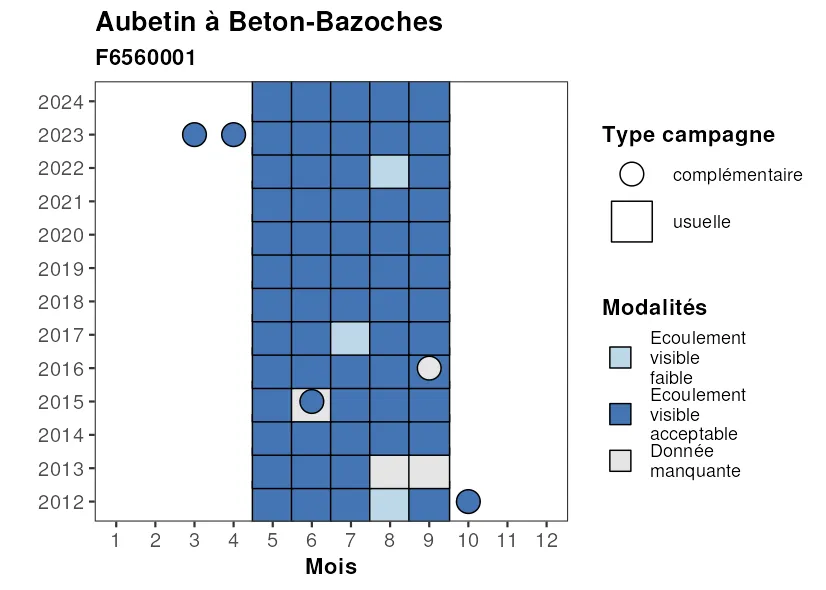 Aubetin à Beton-Bazoches
F6560001
2024
2023
2022
2021
2020
2019
2018
2017
2016
2015
2014
2013
2012
1 2 3 4 5 6 7 8 9 10 11 12
Mois
Type campagne
complémentaire
usuelle
Modalités
Ecoulement
visible
faible
Ecoulement
visible
acceptable
Donnée
manquante